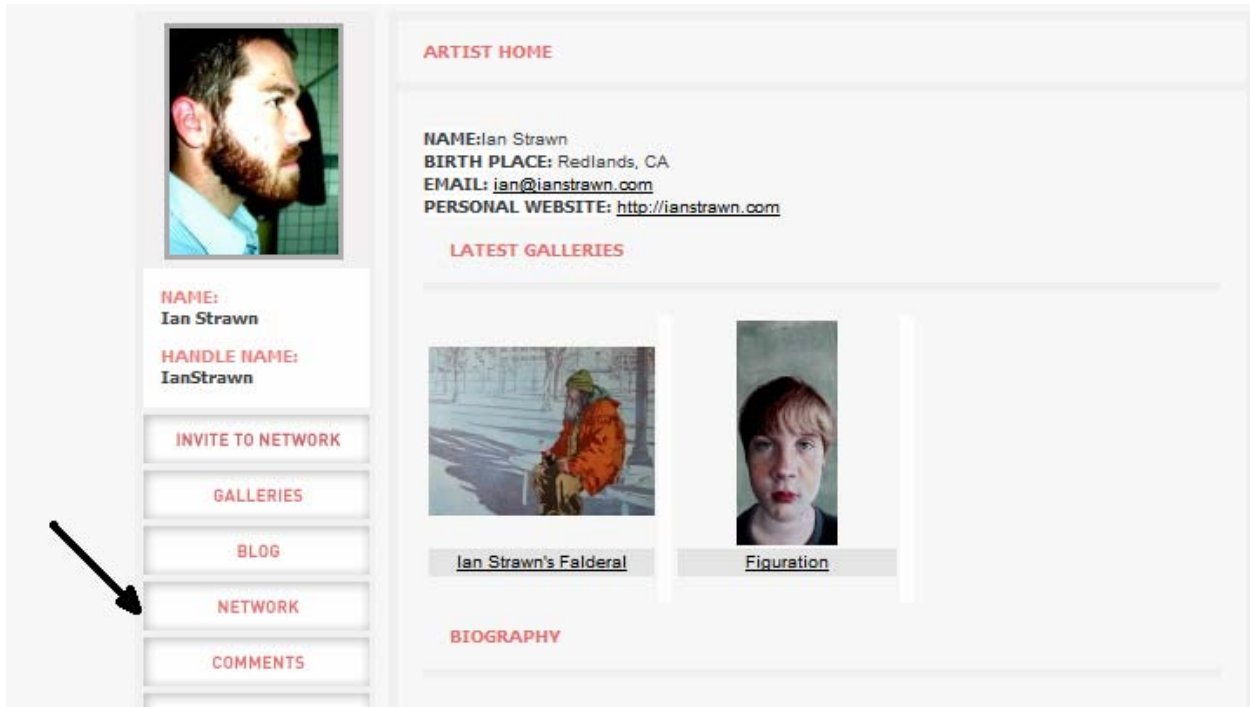 ARTIST HOME
NAME:Ian Strawn
BIRTH PLACE: Redlands, CA
EMAIL: ian@ianstrawn.com
PERSONAL WEBSITE: http://ianstrawn.com
LATEST GALLERIES
Ian Strawn's Falderal
Figuration
BIOGRAPHY
NAME:
Ian Strawn
HANDLE NAME:
IanStrawn
INVITE TO NETWORK
GALLERIES
BLOG
NETWORK
COMMENTS